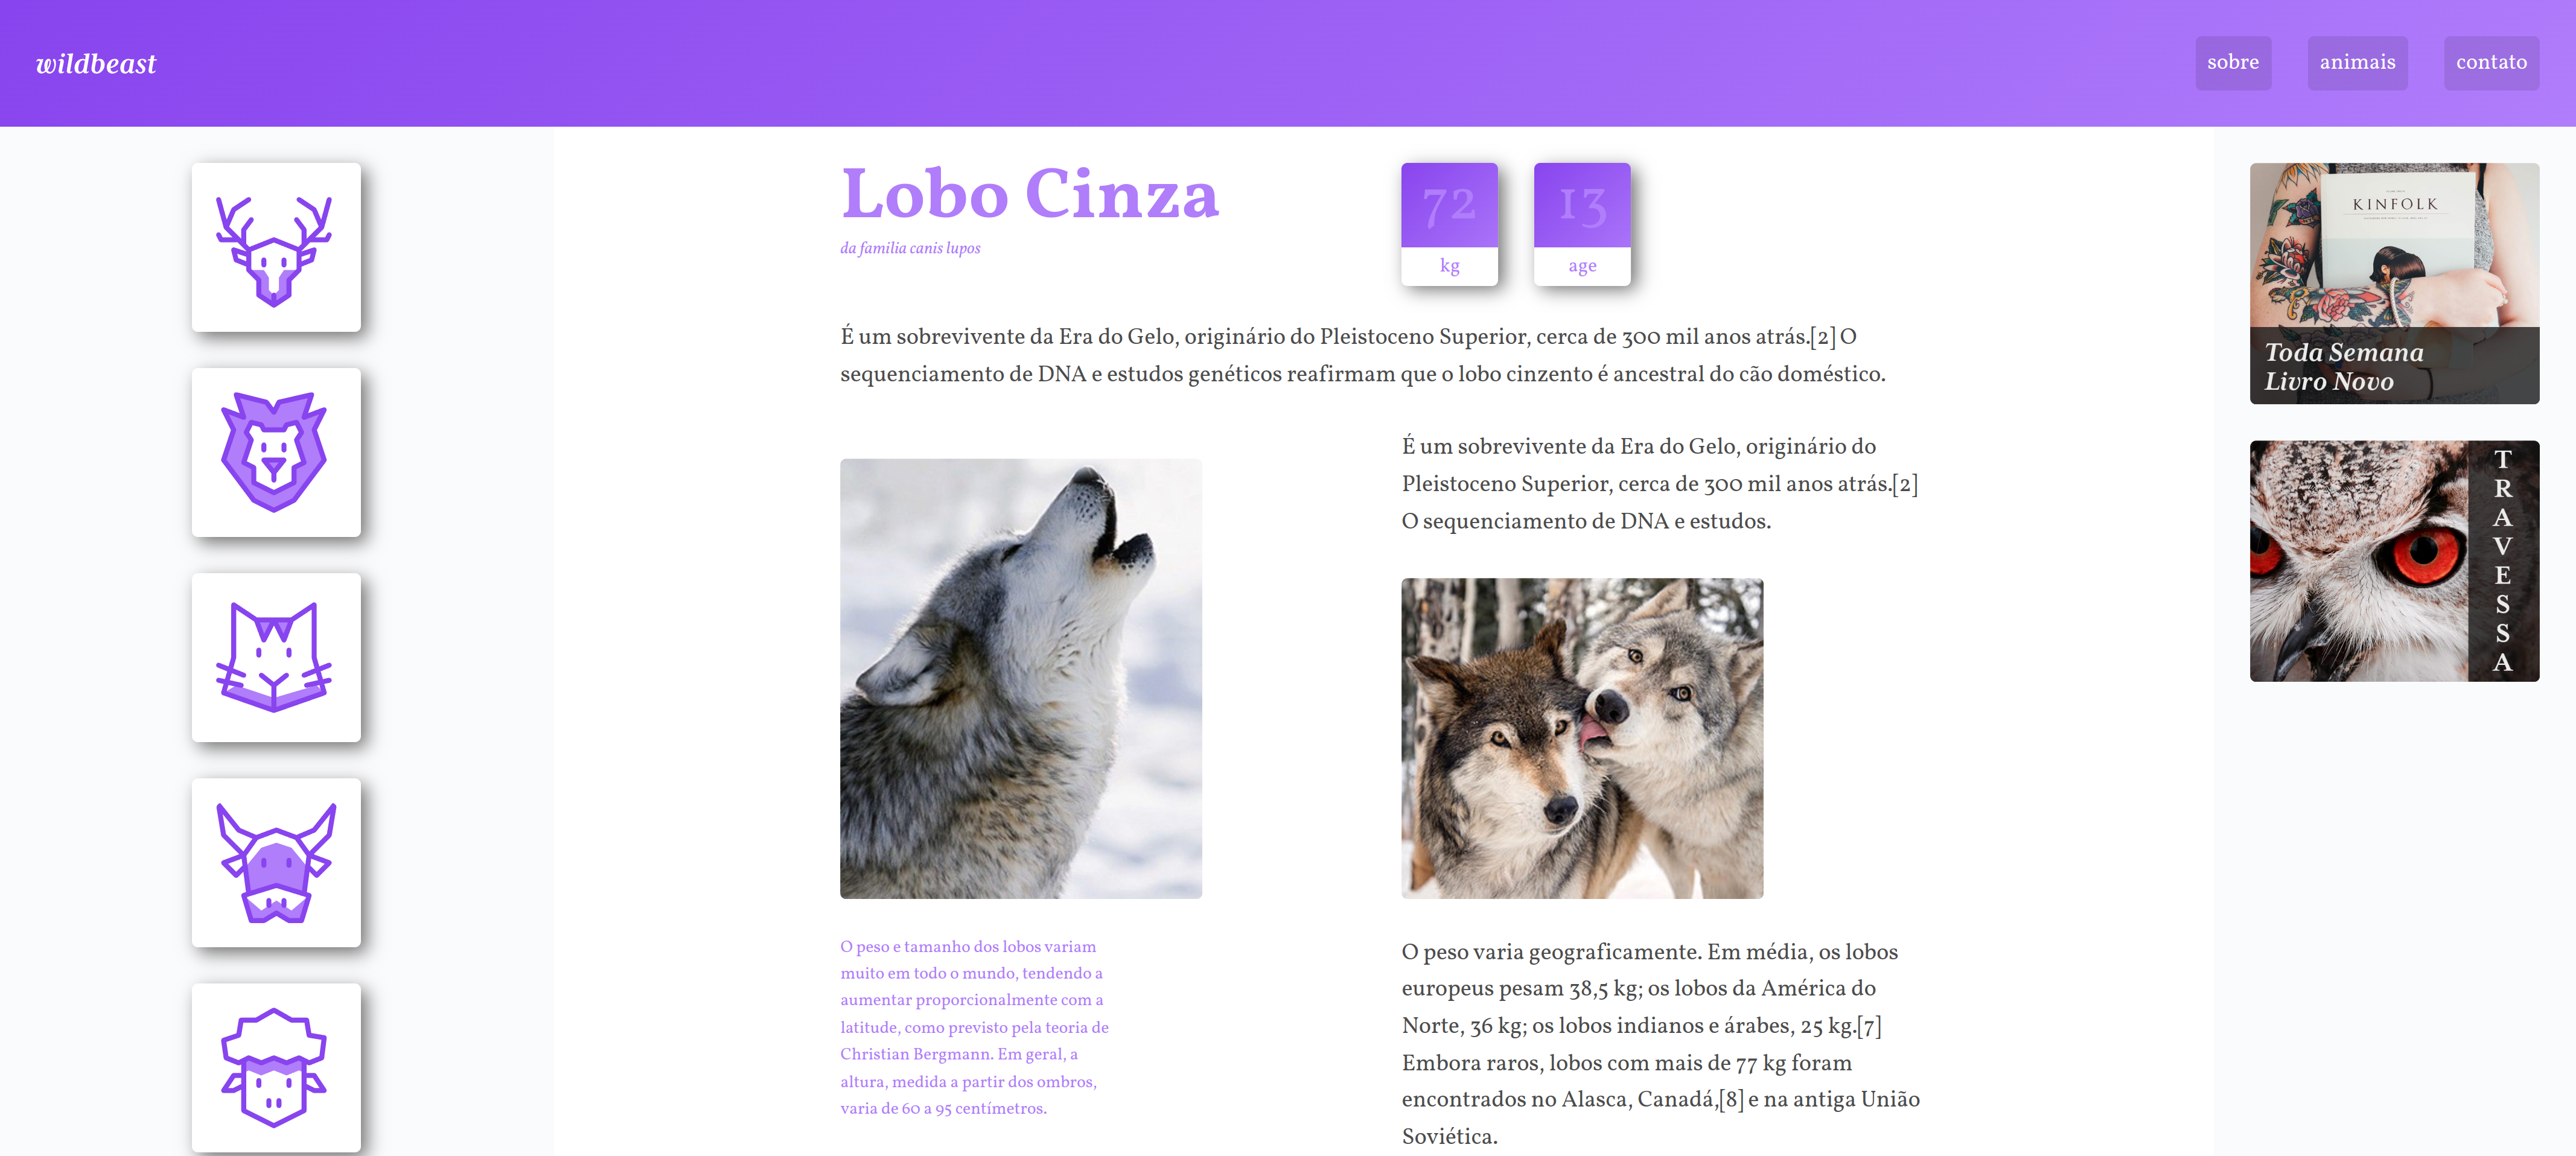 wildbeast
sobre
animais
contato
Lobo Cinza
da familia canis lupos
72
kg
13
age
É um sobrevivente da Era do Gelo, originário do Pleistoceno Superior, cerca de 300 mil anos atrás.[2] O
sequenciamento de DNA e estudos genéticos reafirmam que o lobo cinzento é ancestral do cão doméstico.
É um sobrevivente da Era do Gelo, originário do
Pleistoceno Superior, cerca de 300 mil anos atrás.[2]
O sequenciamento de DNA e estudos.
O peso e tamanho dos lobos variam
muito em todo o mundo, tendendo a
aumentar proporcionalmente com a
latitude, como previsto pela teoria de
Christian Bergmann. Em geral, a
altura, medida a partir dos ombros,
varia de 60 a 95 centímetros.
O peso varia geograficamente. Em média, os lobos
europeus pesam 38,5 kg; os lobos da América do
Norte, 36 kg; os lobos indianos e árabes, 25 kg.[7]
Embora raros, lobos com mais de 77 kg foram
encontrados no Alasca, Canadá,[8] e na antiga União
Soviética.
KINFOLK
Toda Semana
Livro Novo
TRAVESSA